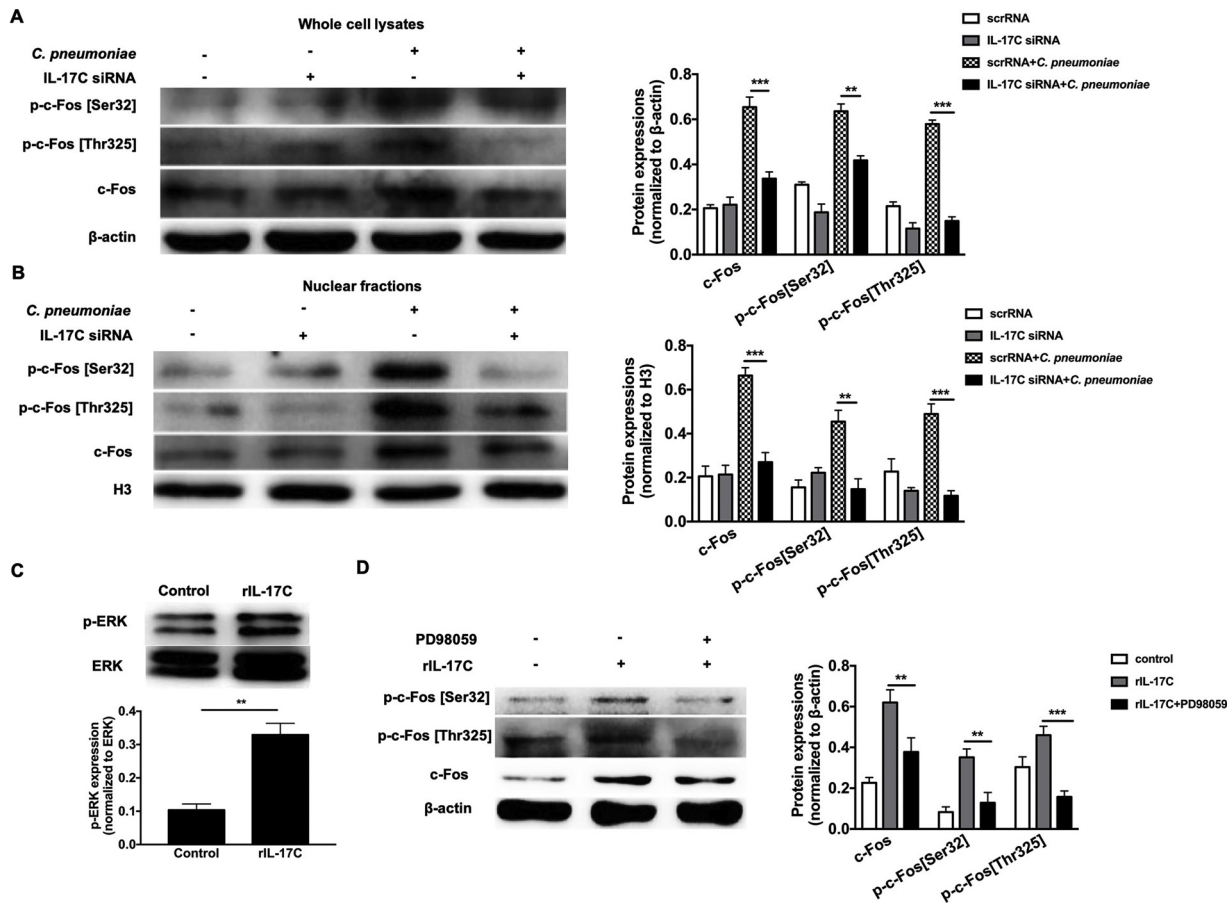 A
Whole cell lysates
C. pneumoniae - - + +
IL-17C siRNA - + - +
p-c-Fos [Ser32]
p-c-Fos [Thr325]
c-Fos
β-actin
scrRNA
IL-17C siRNA
scrRNA+C. pneumoniae
IL-17C siRNA+C. pneumoniae
Protein expressions
(normalized to β-actin)
0.8
0.6
0.4
0.2
0.0
*** ** ***
c-Fos
p-c-Fos[Ser32]
p-c-Fos[Thr325]
B
Nuclear fractions
C. pneumoniae - - + +
IL-17C siRNA - + - +
p-c-Fos [Ser32]
p-c-Fos [Thr325]
c-Fos
H3
scrRNA
IL-17C siRNA
scrRNA+C. pneumoniae
IL-17C siRNA+C. pneumoniae
Protein expressions
(normalized to H3)
0.8
0.6
0.4
0.2
0.0
*** ** ***
c-Fos
p-c-Fos[Ser32]
p-c-Fos[Thr325]
C
Control rIL-17C
p-ERK
ERK
p-ERK expression
(normalized to ERK)
0.4
0.3
0.2
0.1
0.0
**
Control rIL-17C
D
PD98059 - - +
rIL-17C - + +
p-c-Fos [Ser32]
p-c-Fos [Thr325]
c-Fos
β-actin
control
rIL-17C
rIL-17C+PD98059
Protein expressions
(normalized to β-actin)
0.8
0.6
0.4
0.2
0.0
** ** ***
c-Fos
p-c-Fos[Ser32]
p-c-Fos[Thr325]